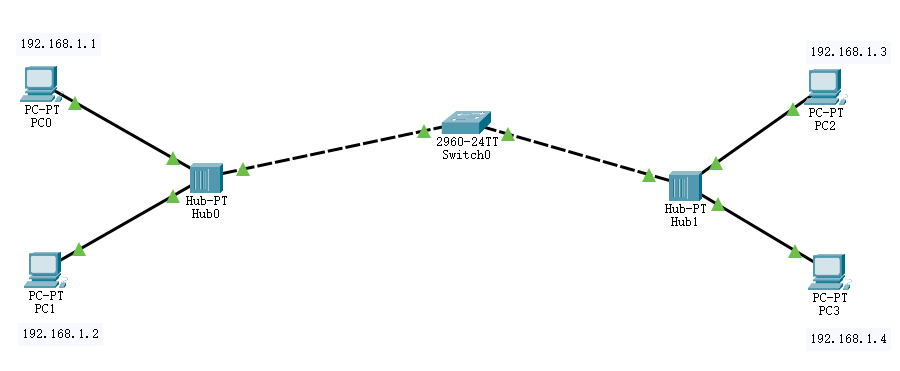 192.168.1.1
PC-PT
PC0
192.168.1.3
PC-PT
PC2
2960-24TT
Switch0
Hub-PT
Hub0
Hub-PT
Hub1
PC-PT
PC1
192.168.1.2
PC-PT
PC3
192.168.1.4